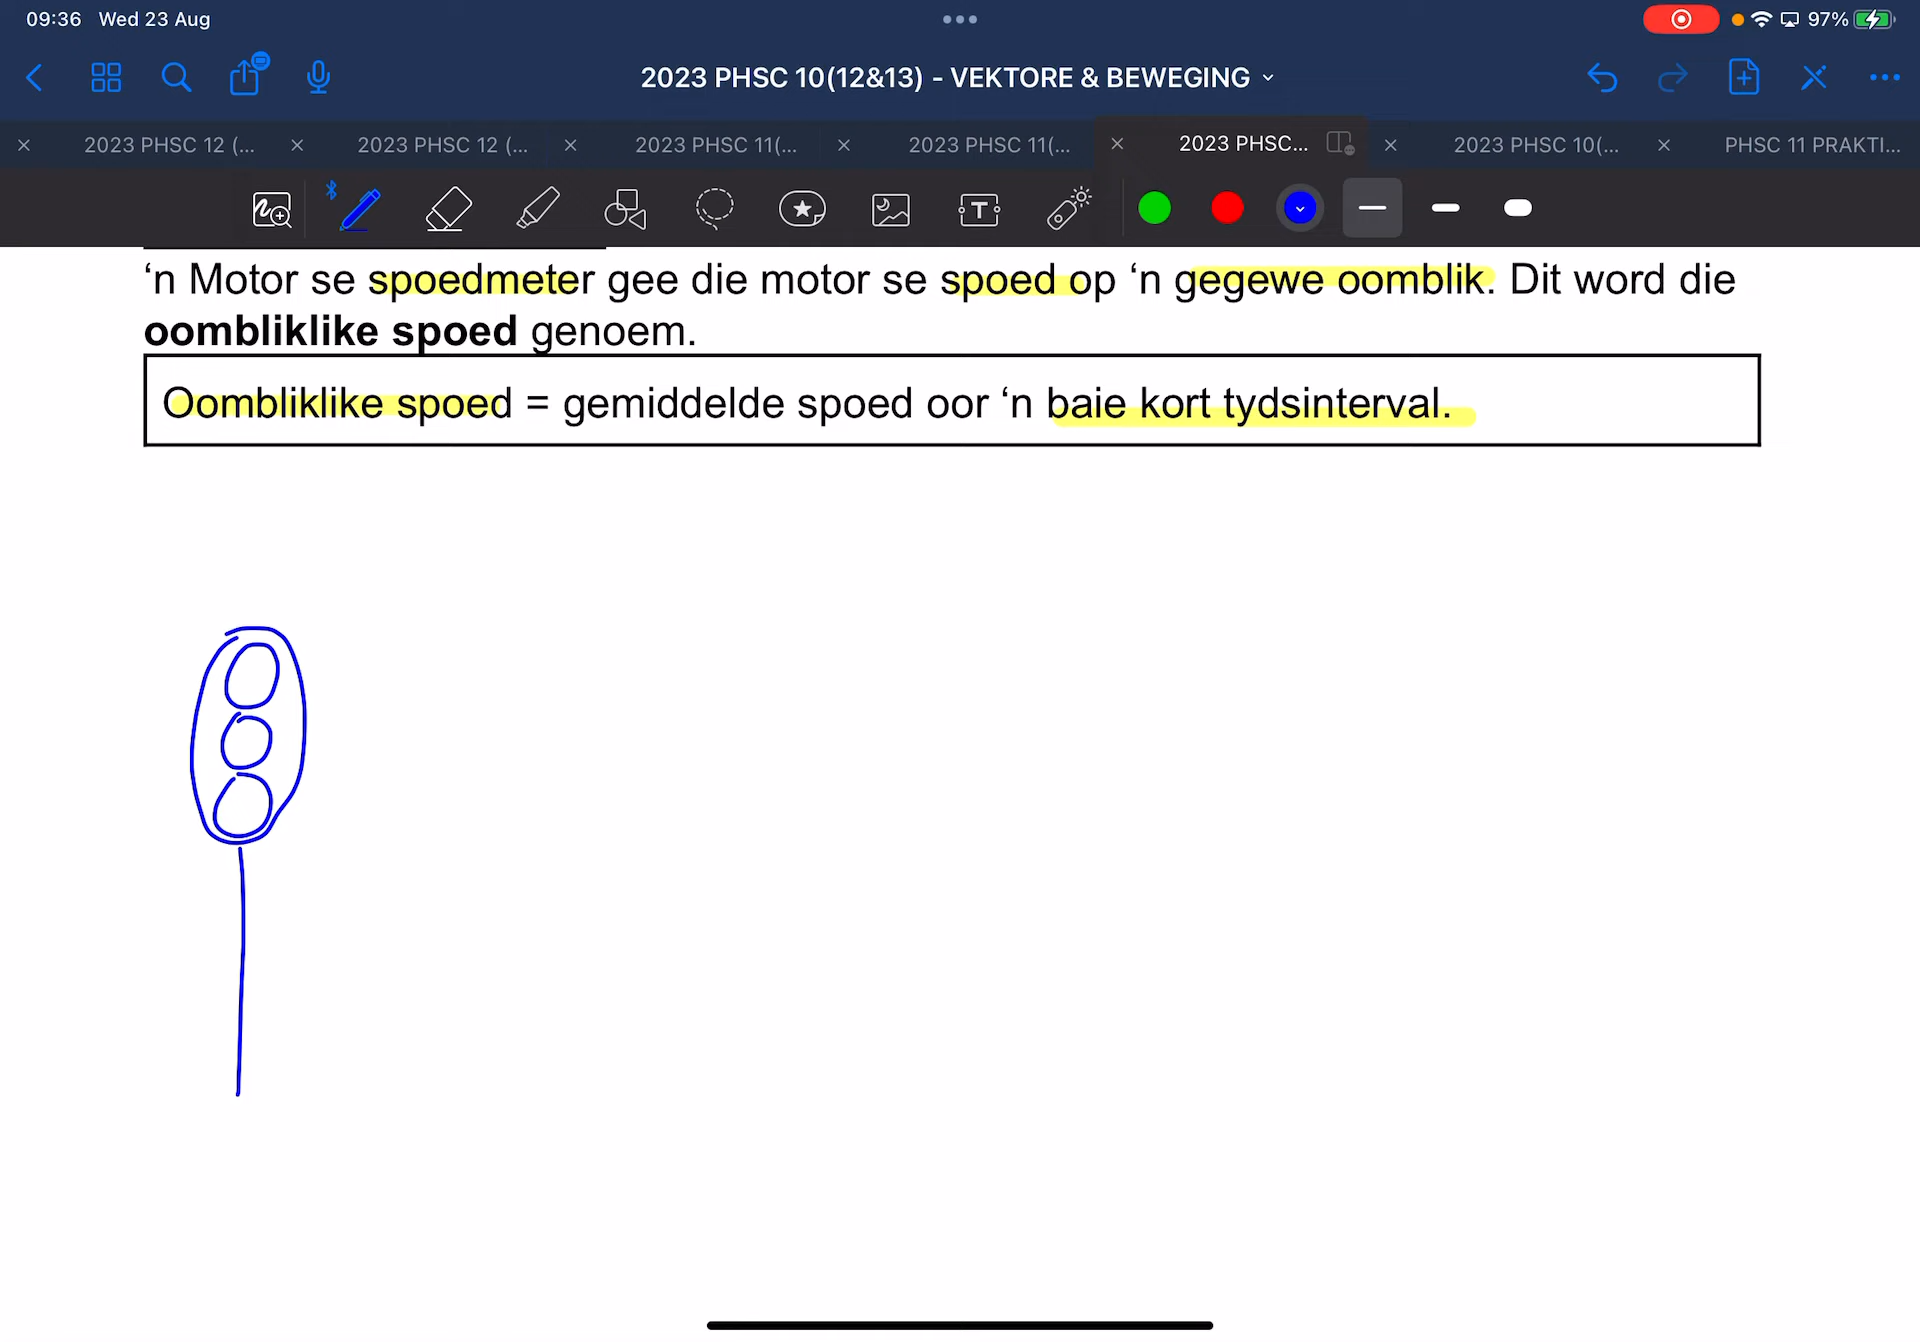 09:36 Wed 23 Aug
97%
2023 PHSC 10(12&13) - VEKTORE & BEWEGING
2023 PHSC 12 (... 2023 PHSC 12 (... 2023 PHSC 11(... 2023 PHSC 11(... 2023 PHSC... 2023 PHSC 10(... PHSC 11 PRAKTI...
‘n Motor se spoedmeter gee die motor se spoed op ‘n gegewe oomblik. Dit word die
oombliklike spoed genoem.
Oombliklike spoed = gemiddelde spoed oor ‘n baie kort tydsinterval.